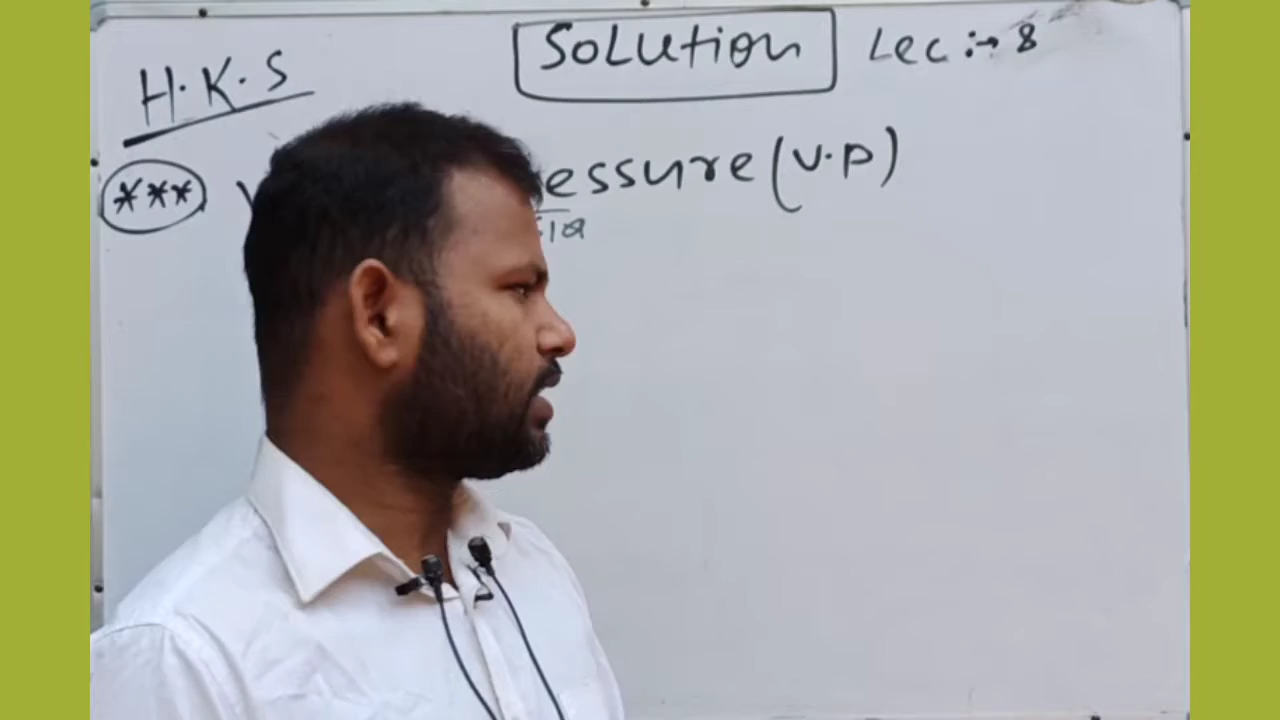 H.K.S
Solution Lec :→ 8
*** essure (V.P)